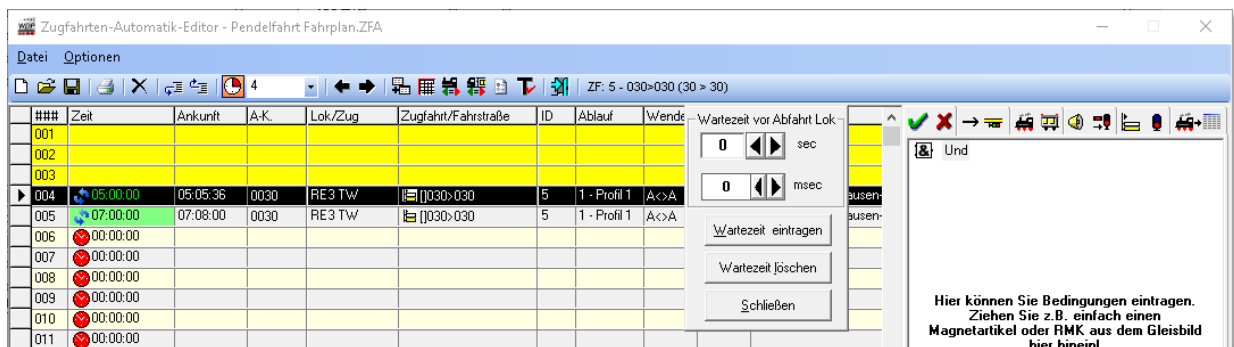 WDP Zugfahrten-Automatik-Editor - Pendelfahrt Fahrplan.ZFA
Datei Optionen
4 ZF: 5 - 030>030 (30 > 30)
### Zeit Ankunft A-K. Lok/Zug Zugfahrt/Fahrstraße ID Ablauf Wende
001
002
003
004 05:00:00 05:05:36 0030 RE3 TW []030>030 5 1 - Profil 1 A<>A ausen-
005 07:00:00 07:08:00 0030 RE3 TW []030>030 5 1 - Profil 1 A<>A ausen-
006 00:00:00
007 00:00:00
008 00:00:00
009 00:00:00
010 00:00:00
011 00:00:00
Wartezeit vor Abfahrt Lok
0 sec
0 msec
Wartezeit eintragen
Wartezeit löschen
Schließen
& Und
Hier können Sie Bedingungen eintragen.
Ziehen Sie z.B. einfach einen
Magnetartikel oder RMK aus dem Gleisbild
hier hinein!